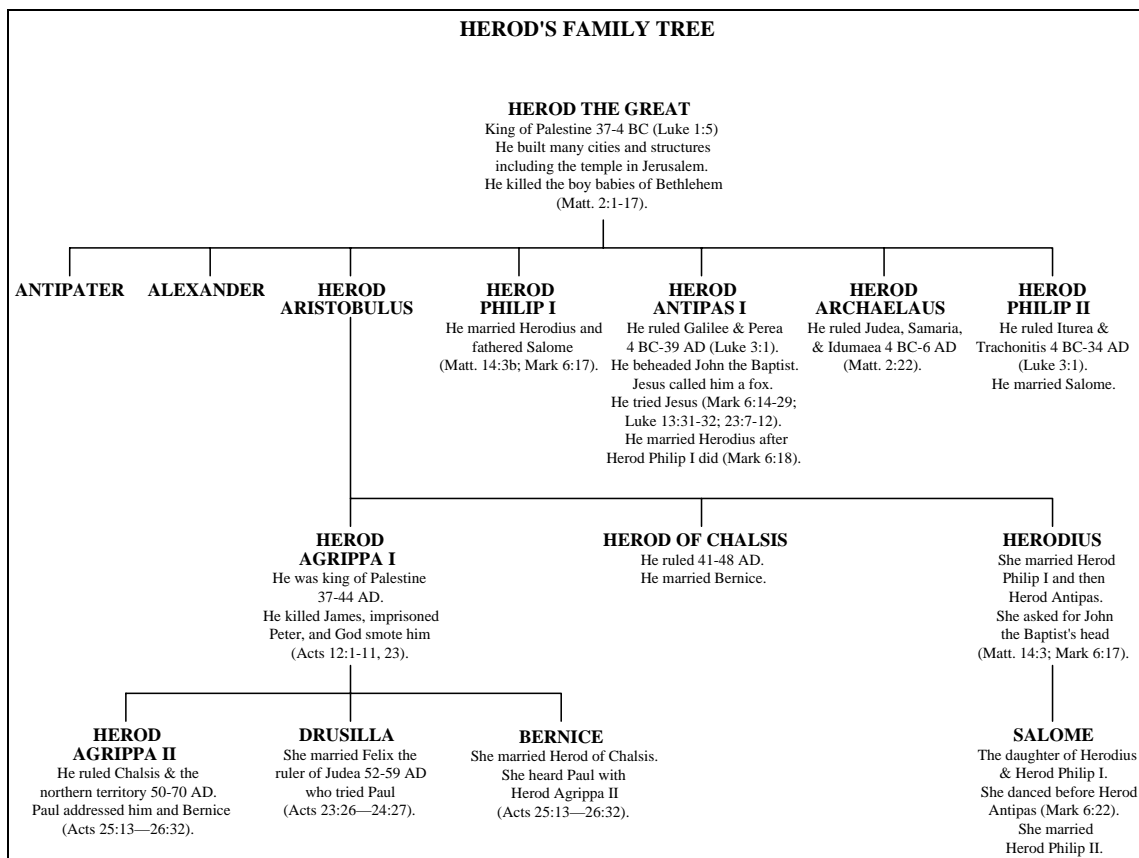 HEROD'S FAMILY TREE
HEROD THE GREAT
King of Palestine 37-4 BC (Luke 1:5)
He built many cities and structures
including the temple in Jerusalem.
He killed the boy babies of Bethlehem
(Matt. 2:1-17).
ANTIPATER
ALEXANDER
HEROD
ARISTOBULUS
HEROD
PHILIP I
He married Herodius and
fathered Salome
(Matt. 14:3b; Mark 6:17).
HEROD
ANTIPAS I
He ruled Galilee & Perea
4 BC-39 AD (Luke 3:1).
He beheaded John the Baptist.
Jesus called him a fox.
He tried Jesus (Mark 6:14-29;
Luke 13:31-32; 23:7-12).
He married Herodius after
Herod Philip I did (Mark 6:18).
HEROD
ARCHAELAUS
He ruled Judea, Samaria,
& Idumaea 4 BC-6 AD
(Matt. 2:22).
HEROD
PHILIP II
He ruled Iturea &
Trachonitis 4 BC-34 AD
(Luke 3:1).
He married Salome.
HEROD
AGRIPPA I
He was king of Palestine
37-44 AD.
He killed James, imprisoned
Peter, and God smote him
(Acts 12:1-11, 23).
HEROD OF CHALSIS
He ruled 41-48 AD.
He married Bernice.
HERODIUS
She married Herod
Philip I and then
Herod Antipas.
She asked for John
the Baptist's head
(Matt. 14:3; Mark 6:17).
HEROD
AGRIPPA II
He ruled Chalsis & the
northern territory 50-70 AD.
Paul addressed him and Bernice
(Acts 25:13—26:32).
DRUSILLA
She married Felix the
ruler of Judea 52-59 AD
who tried Paul
(Acts 23:26—24:27).
BERNICE
She married Herod of Chalsis.
She heard Paul with
Herod Agrippa II
(Acts 25:13—26:32).
SALOME
The daughter of Herodius
& Herod Philip I.
She danced before Herod
Antipas (Mark 6:22).
She married
Herod Philip II.